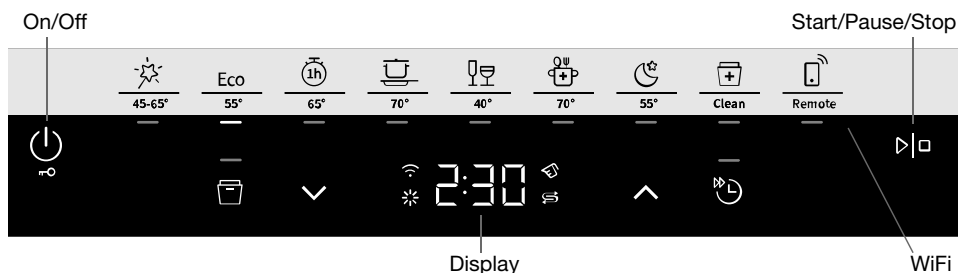 On/Off
Start/Pause/Stop
Eco
1h
45-65°
55°
65°
70°
40°
70°
55°
Clean
Remote
2:30
Display
WiFi